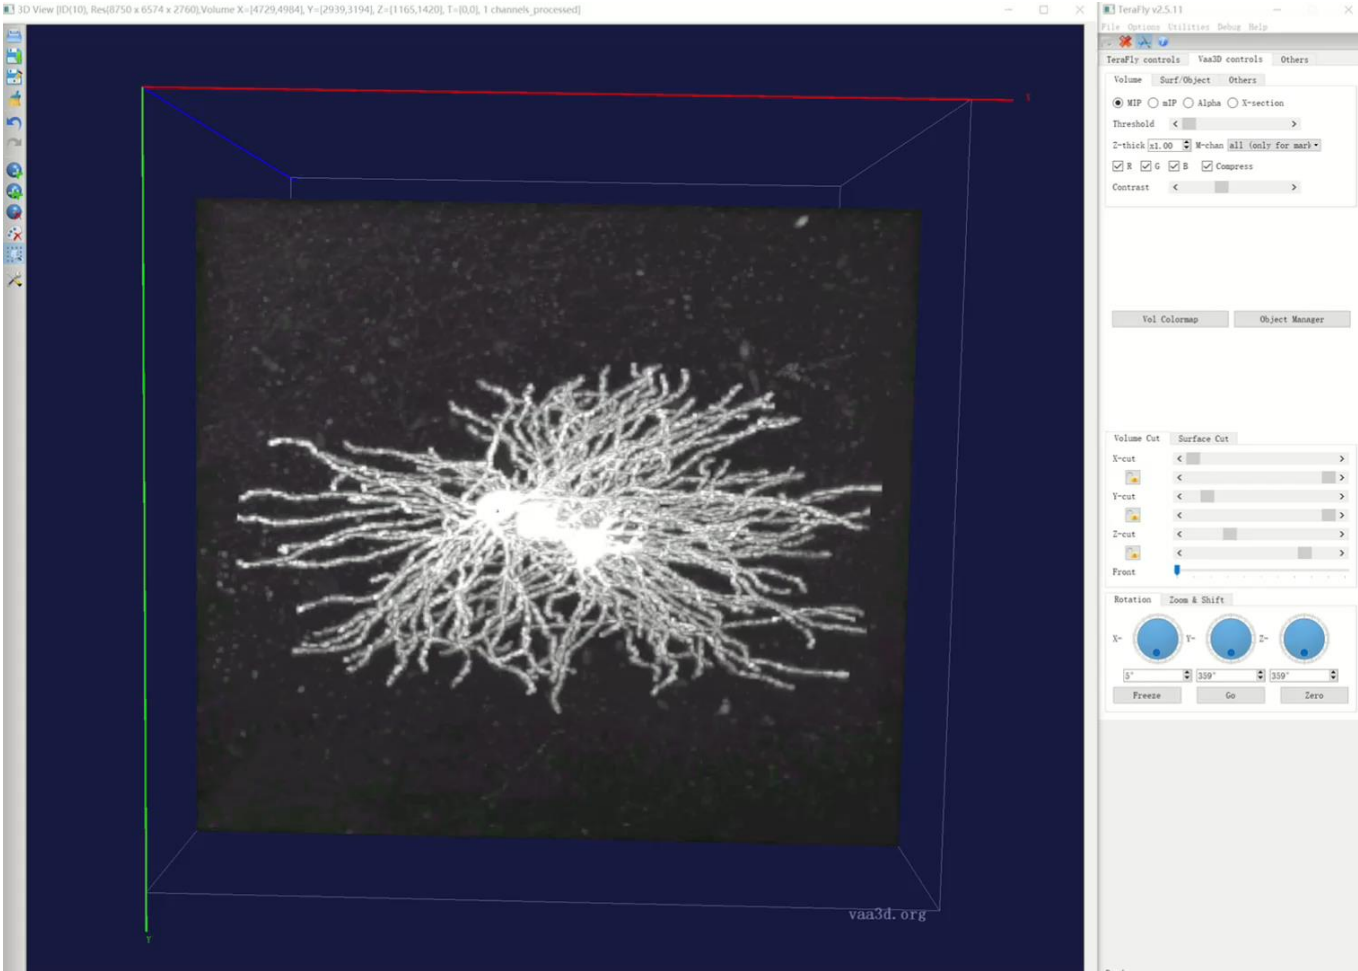 3D View [ID(10), Res(8750 x 6574 x 2760),Volume X=[4729,4984], Y=[2939,3194], Z=[1165,1420], T=[0,0], 1 channels_processed]
TeraFly v2.5.11
File Options Utilities Debug Help
TeraFly controls Vaa3D controls Others
Volume Surf/Object Others
MIP mIP Alpha X-section
Threshold
Z-thick x1.00 M-chan all (only for mark
R G B Compress
Contrast
Vol Colormap Object Manager
Volume Cut Surface Cut
X-cut
Y-cut
Z-cut
Front
Rotation Zoom & Shift
X- Y- Z-
5° 359° 359°
Freeze Go Zero
vaa3d.org
Y